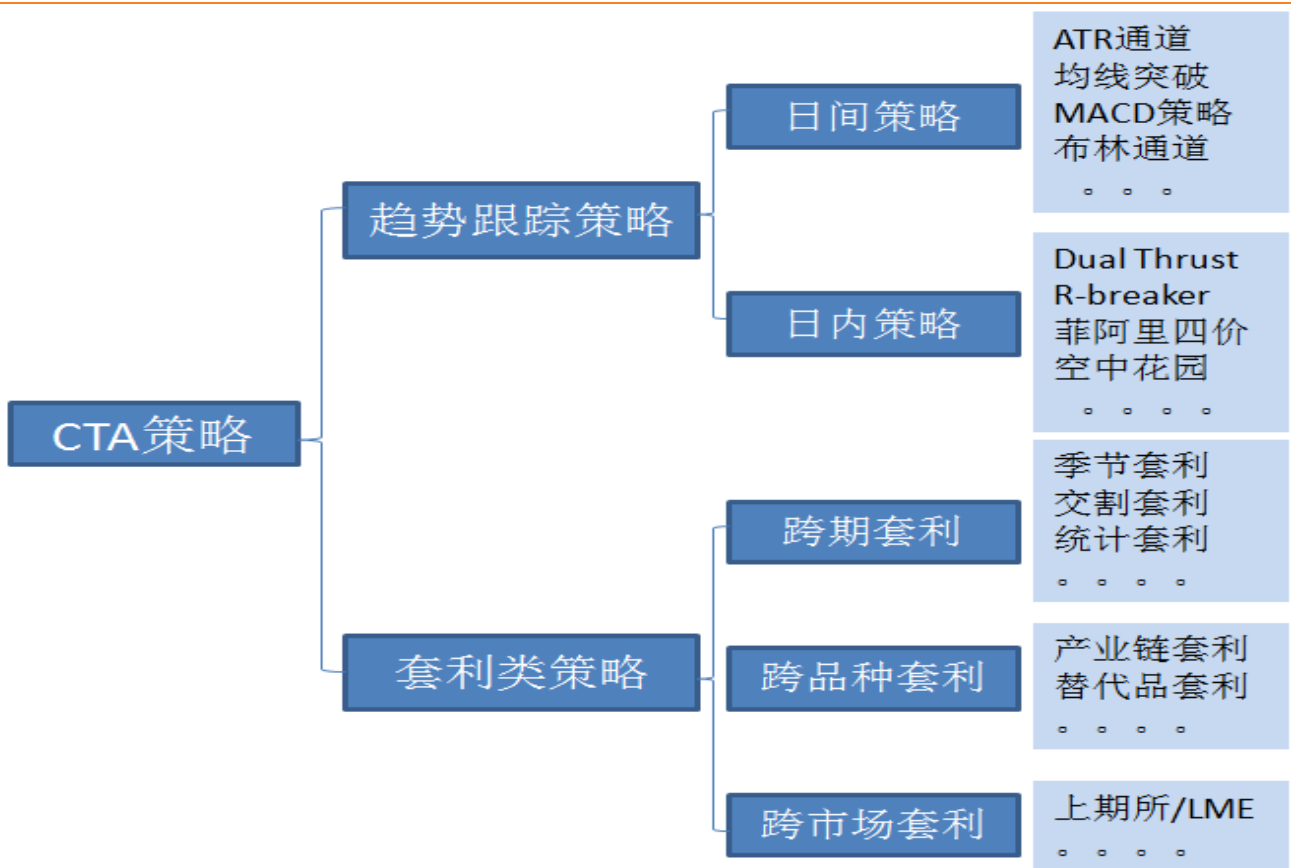 CTA策略
趋势跟踪策略
日间策略
ATR通道
均线突破
MACD策略
布林通道
。。。
日内策略
Dual Thrust
R-breaker
菲阿里四价
空中花园
。。。。
套利类策略
跨期套利
季节套利
交割套利
统计套利
。。。。
跨品种套利
产业链套利
替代品套利
。。。。
跨市场套利
上期所/LME
。。。。